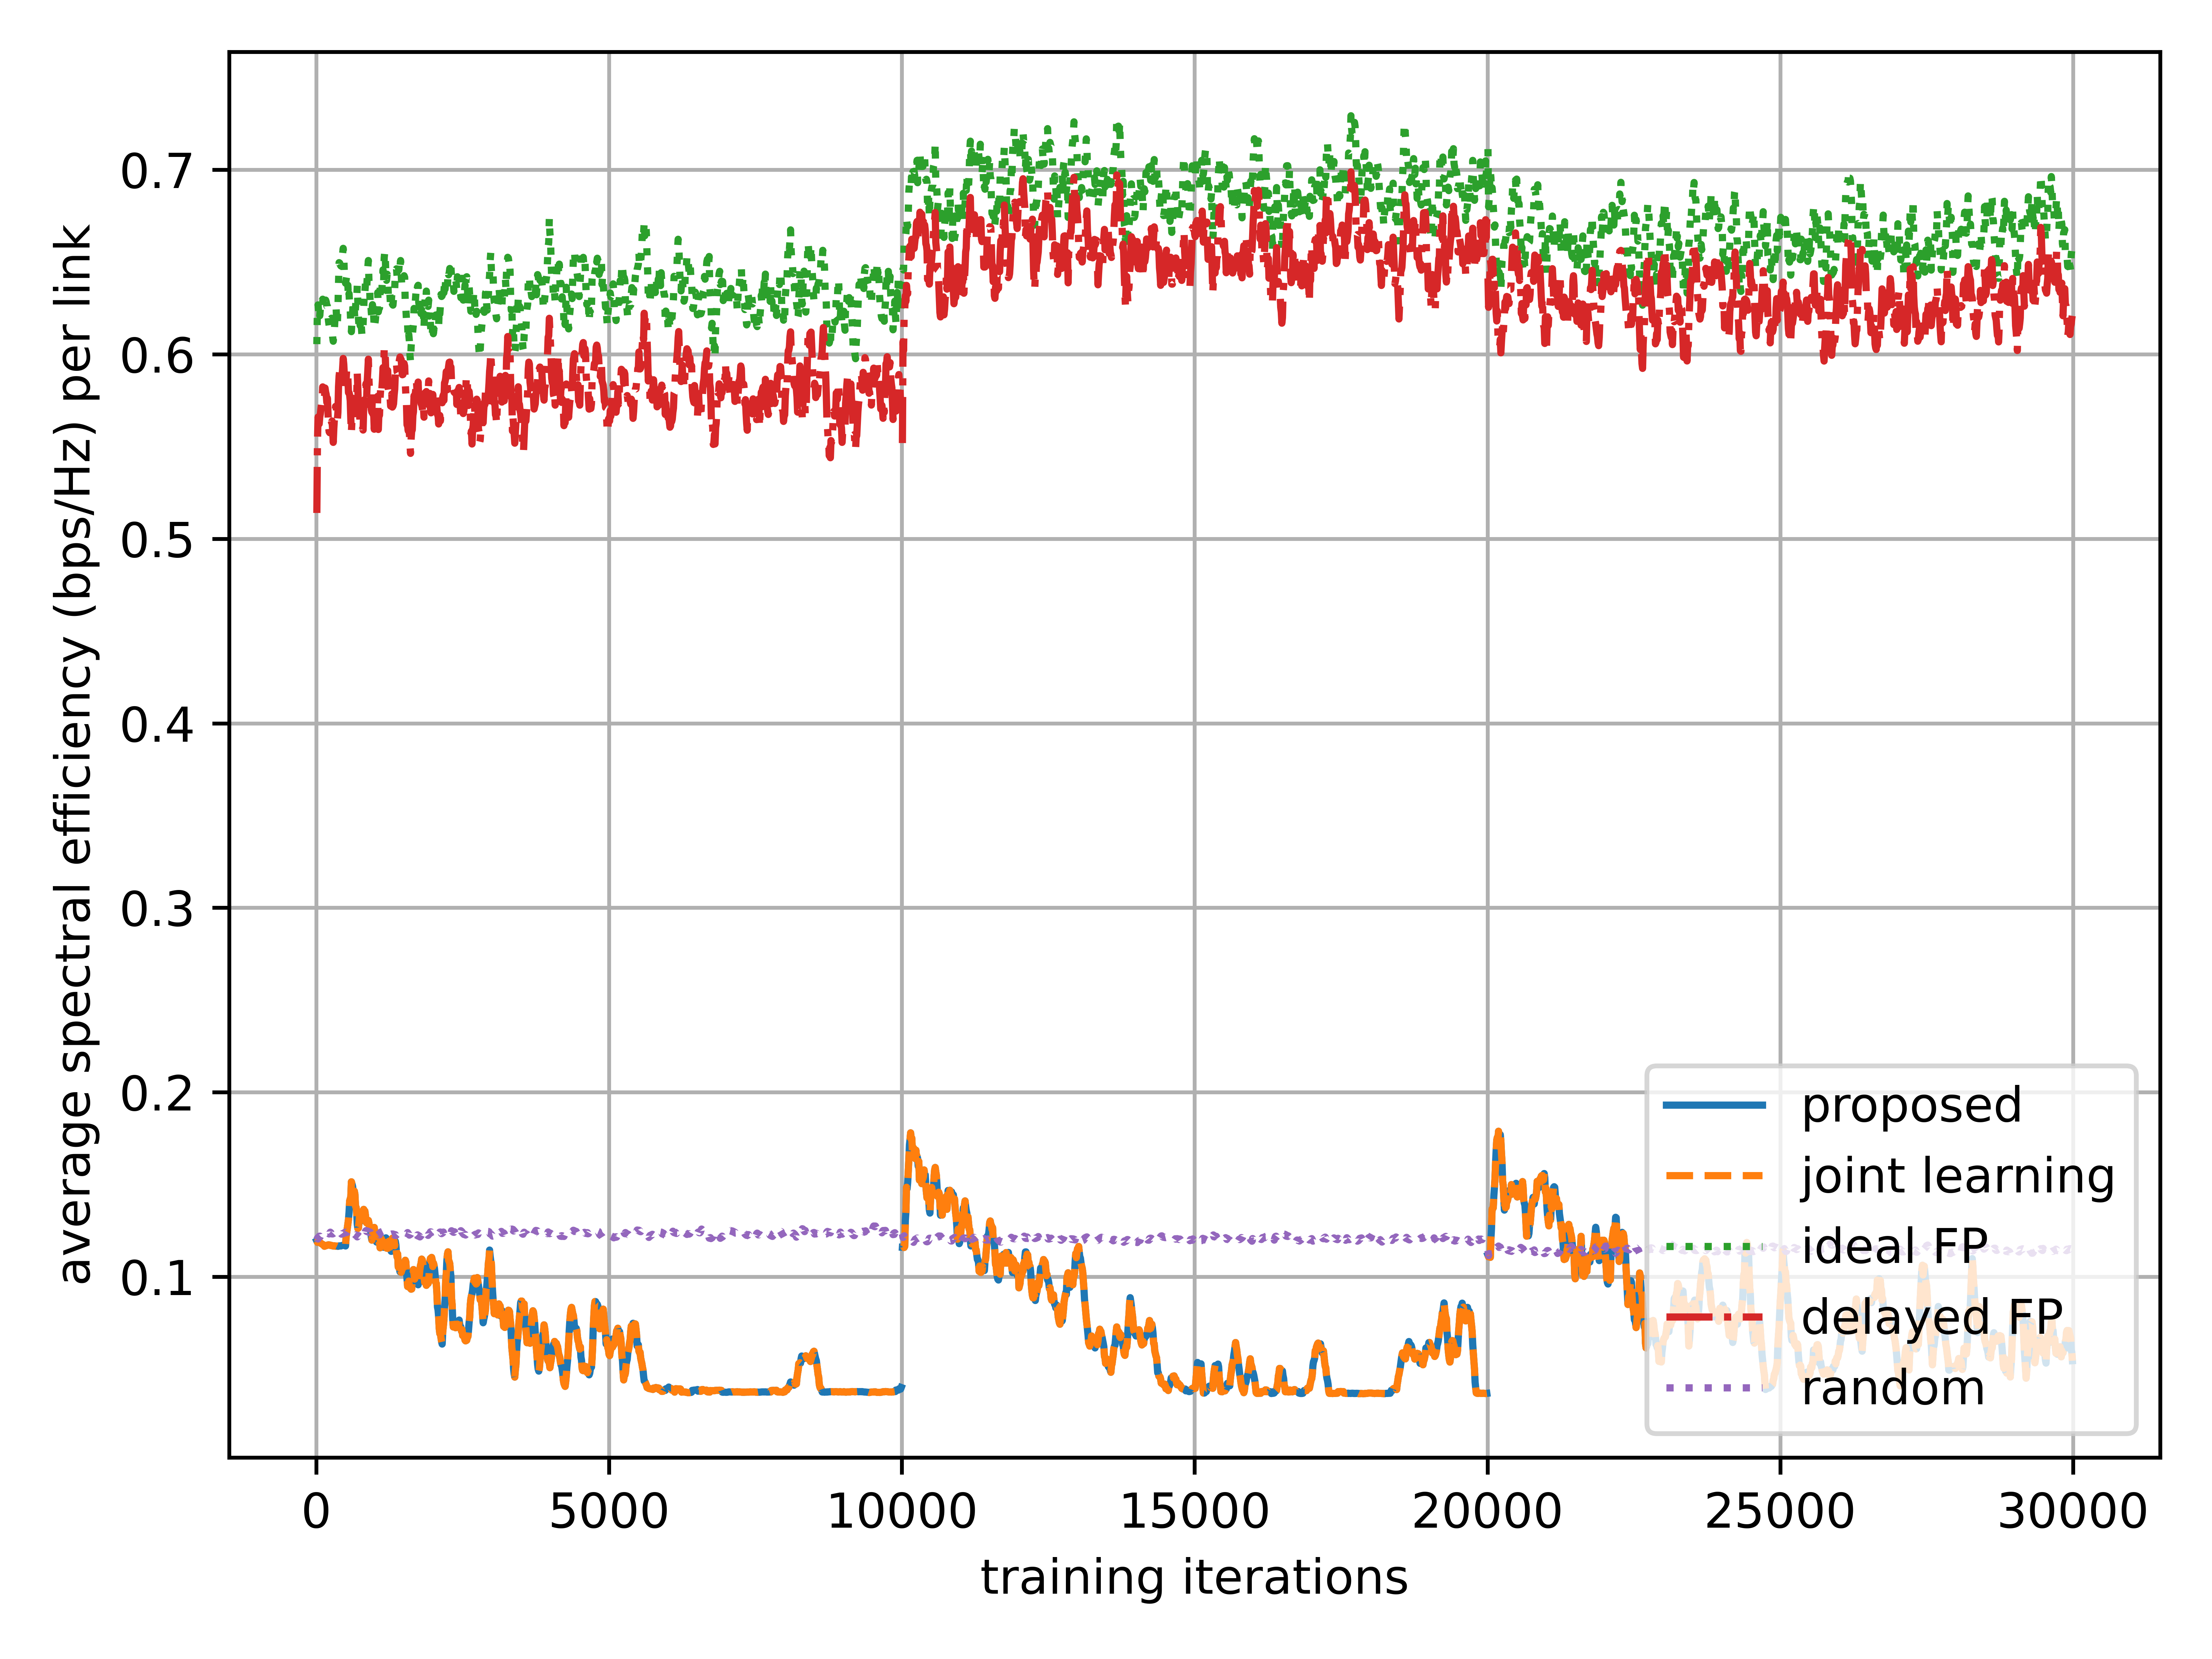 average spectral efficiency (bps/Hz) per link
0.7
0.6
0.5
0.4
0.3
0.2
0.1
0 5000 10000 15000 20000 25000 30000
training iterations
proposed
joint learning
ideal FP
delayed FP
random